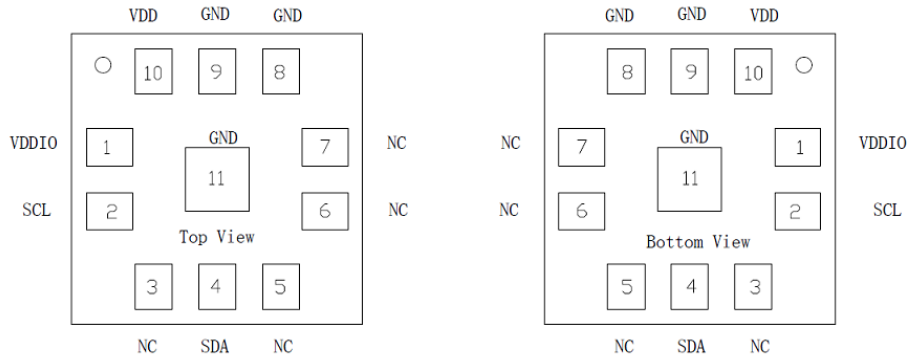 VDD GND GND
10 9 8
VDDIO 1 GND 7 NC
11
SCL 2 6 NC
Top View
3 4 5
NC SDA NC
GND GND VDD
8 9 10
NC 7 GND 1 VDDIO
11
NC 6 2 SCL
Bottom View
5 4 3
NC SDA NC